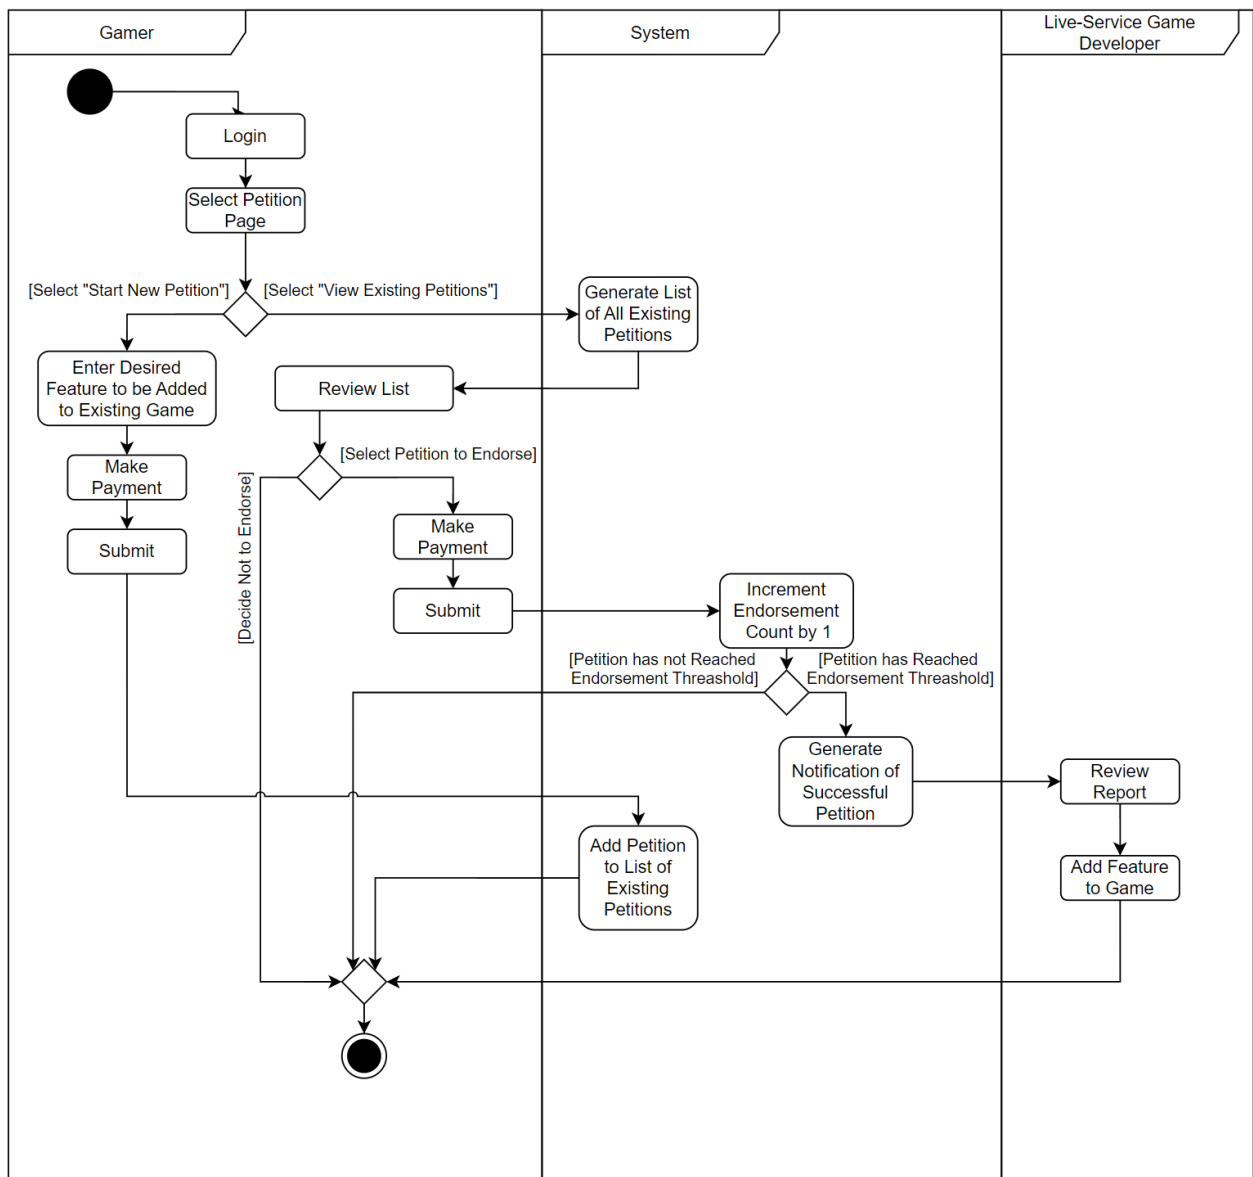 Gamer
System
Live-Service Game
Developer
Login
Select Petition
Page
[Select "Start New Petition"]
[Select "View Existing Petitions"]
Generate List
of All Existing
Petitions
Enter Desired
Feature to be Added
to Existing Game
Review List
[Select Petition to Endorse]
[Decide Not to Endorse]
Make
Payment
Submit
Make
Payment
Submit
Increment
Endorsement
Count by 1
[Petition has not Reached
Endorsement Threashold]
[Petition has Reached
Endorsement Threashold]
Generate
Notification of
Successful
Petition
Review
Report
Add Petition
to List of
Existing
Petitions
Add Feature
to Game